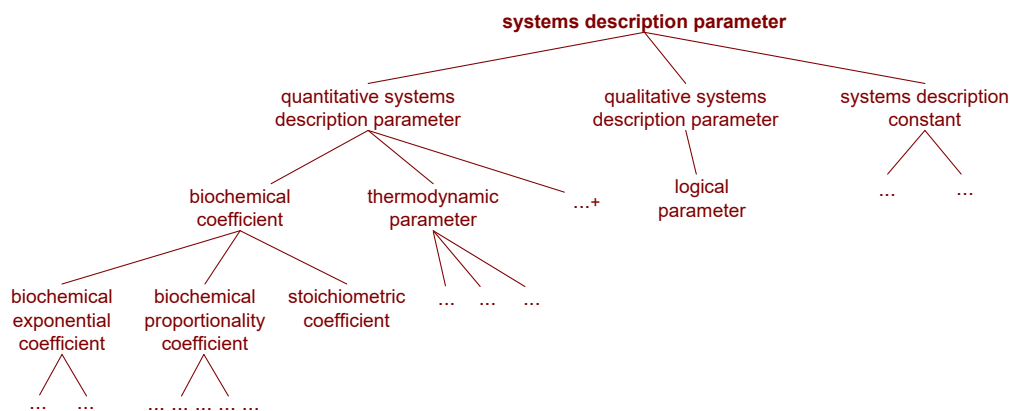 systems description parameter
quantitative systems
description parameter
qualitative systems
description parameter
systems description
constant
biochemical
coefficient
thermodynamic
parameter
...+
logical
parameter
... ...
biochemical
exponential
coefficient
biochemical
proportionality
coefficient
stoichiometric
coefficient
... ... ...
... ...
... ... ... ... ...